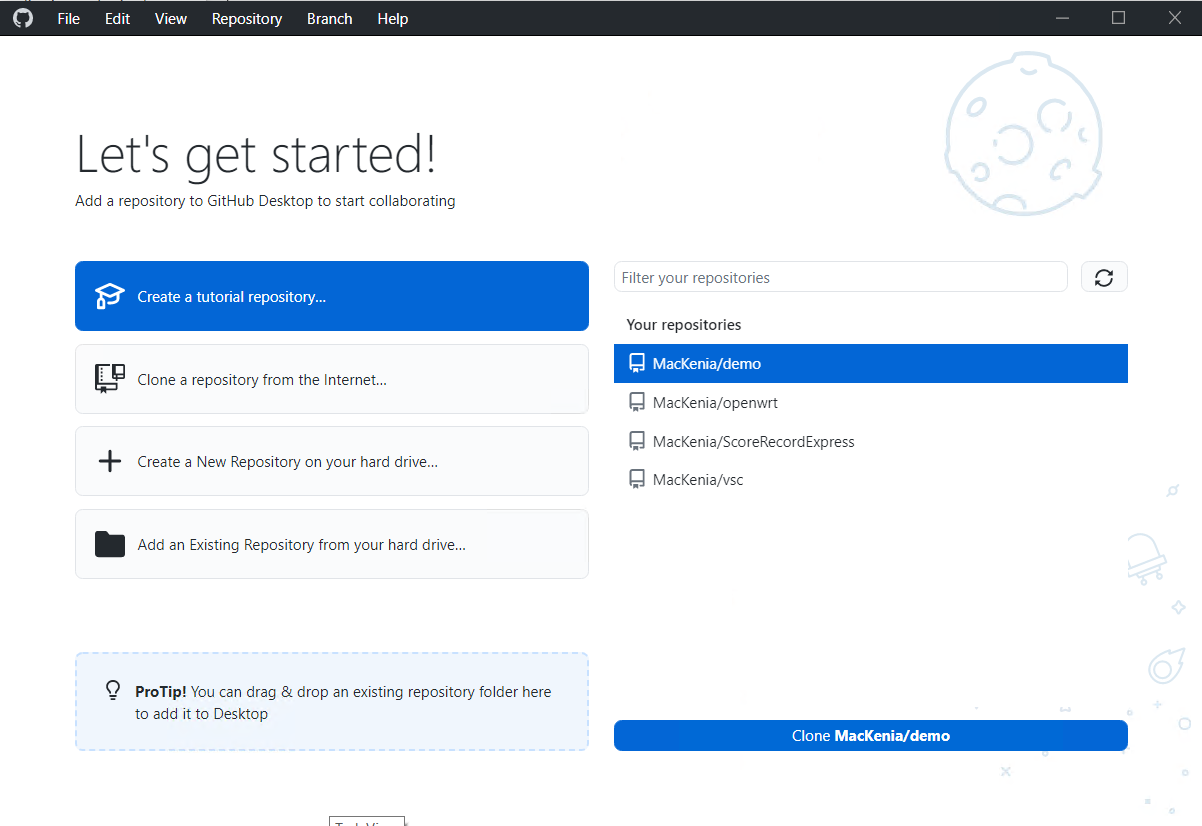 File Edit View Repository Branch Help
Let's get started!
Add a repository to GitHub Desktop to start collaborating
Create a tutorial repository...
Clone a repository from the Internet...
Create a New Repository on your hard drive...
Add an Existing Repository from your hard drive...
ProTip! You can drag & drop an existing repository folder here
to add it to Desktop
Filter your repositories
Your repositories
MacKenia/demo
MacKenia/openwrt
MacKenia/ScoreRecordExpress
MacKenia/vsc
Clone MacKenia/demo